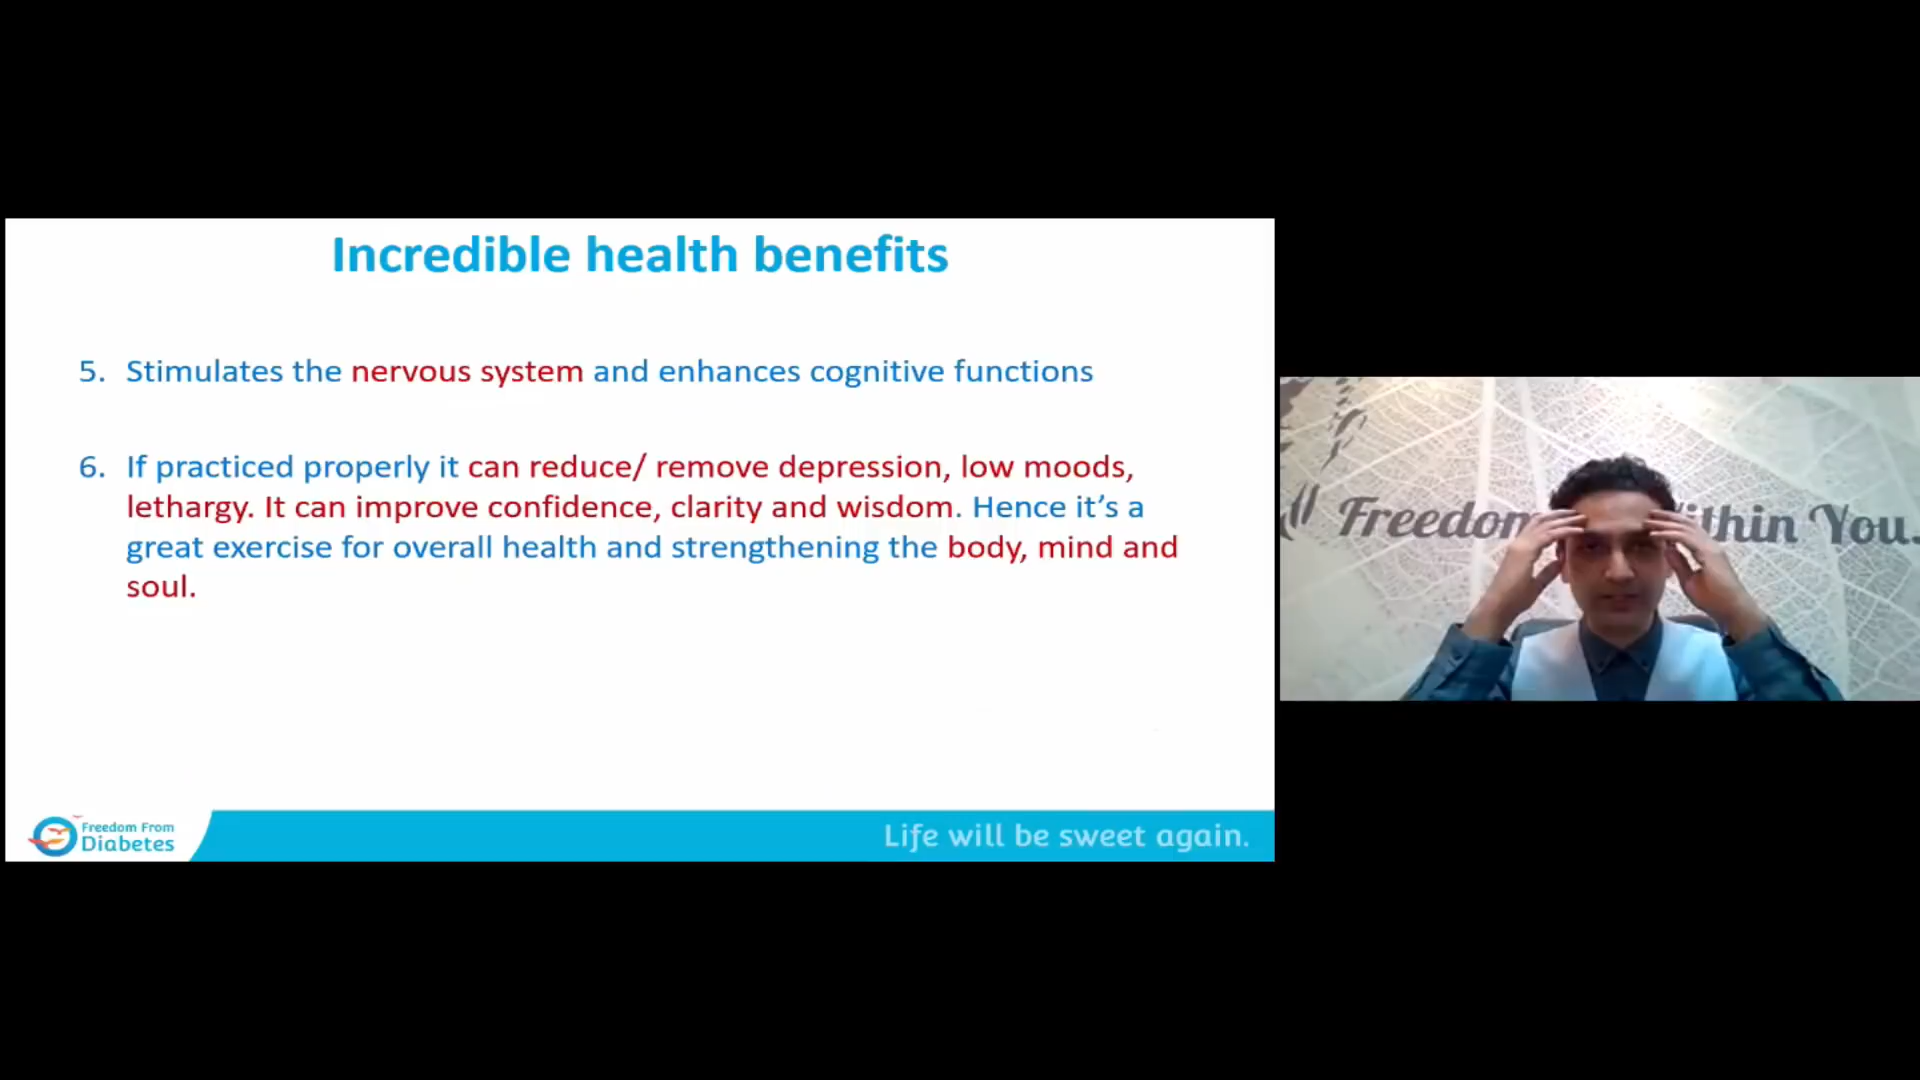 Incredible health benefits
5. Stimulates the nervous system and enhances cognitive functions
6. If practiced properly it can reduce/ remove depression, low moods,
lethargy. It can improve confidence, clarity and wisdom. Hence it’s a
great exercise for overall health and strengthening the body, mind and
soul.
Freedom From
Diabetes
Life will be sweet again.
Freedom ithin You.